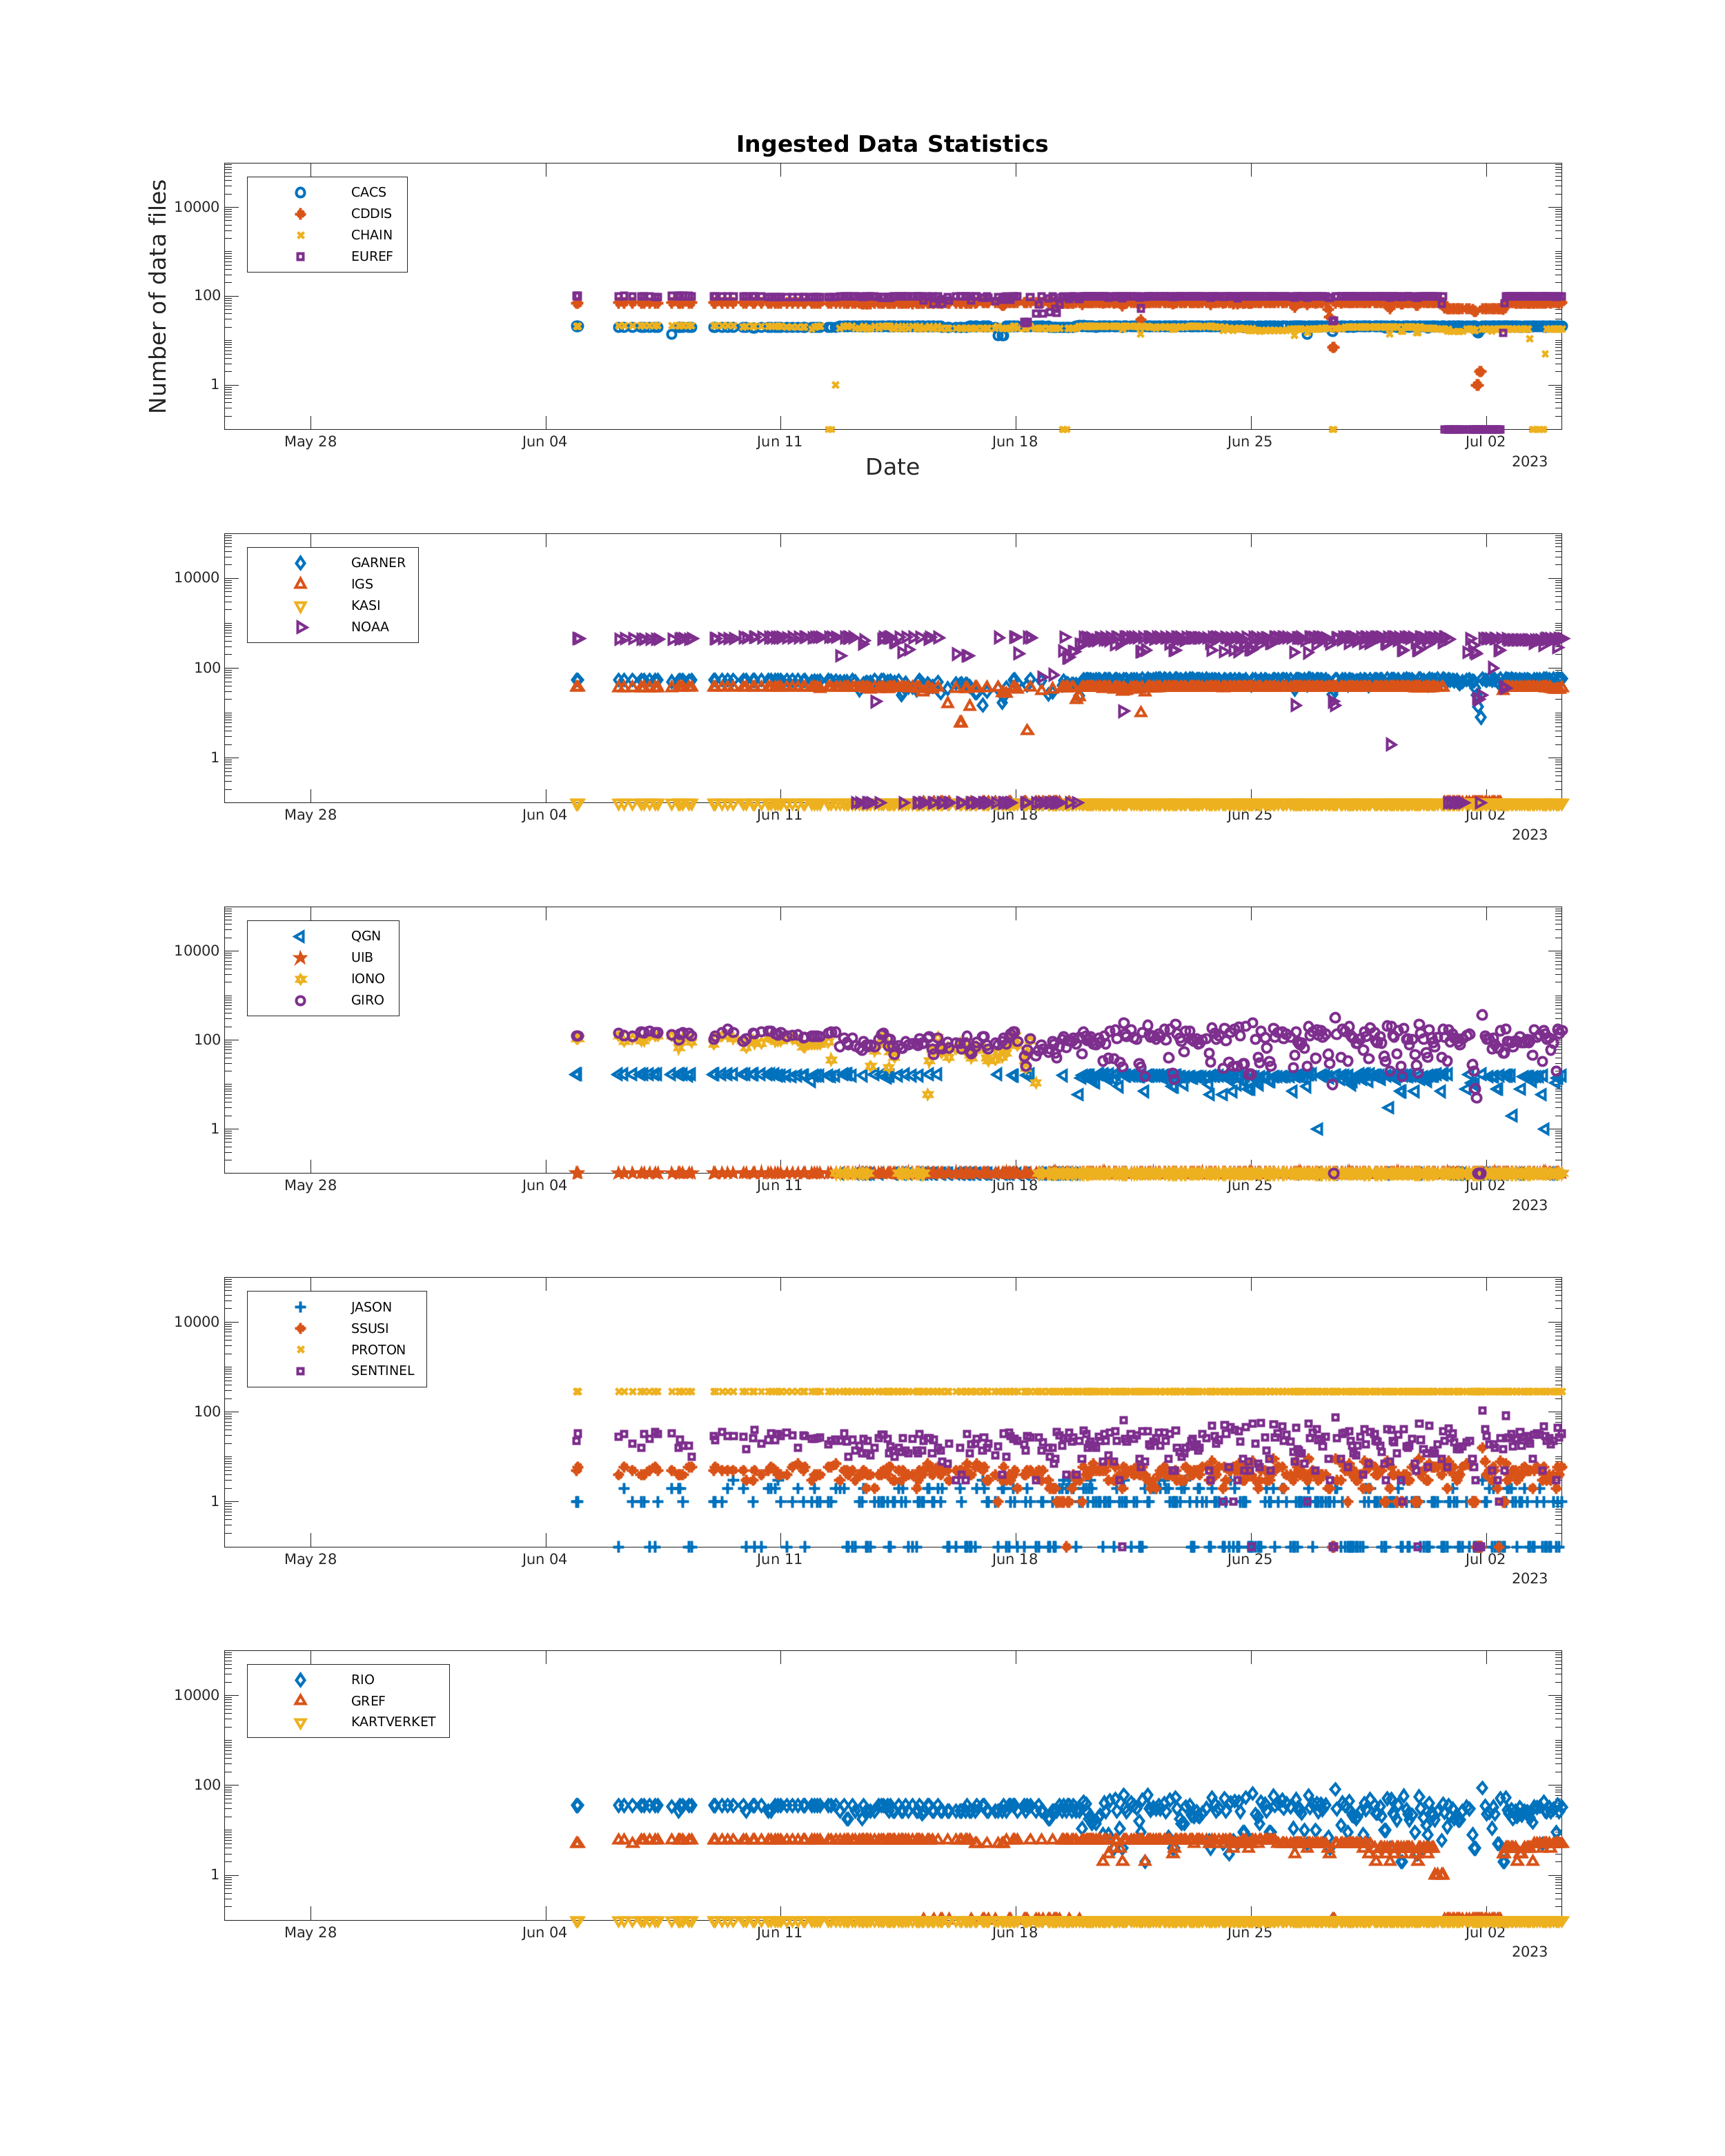 Ingested Data Statistics
Number of data files
10000
100
1
CACS
CDDIS
CHAIN
EUREF
May 28
Jun 04
Jun 11
Jun 18
Jun 25
Jul 02
2023
Date
10000
100
1
GARNER
IGS
KASI
NOAA
May 28
Jun 04
Jun 11
Jun 18
Jun 25
Jul 02
2023
10000
100
1
QGN
UIB
IONO
GIRO
May 28
Jun 04
Jun 11
Jun 18
Jun 25
Jul 02
2023
10000
100
1
JASON
SSUSI
PROTON
SENTINEL
May 28
Jun 04
Jun 11
Jun 18
Jun 25
Jul 02
2023
10000
100
1
RIO
GREF
KARTVERKET
May 28
Jun 04
Jun 11
Jun 18
Jun 25
Jul 02
2023